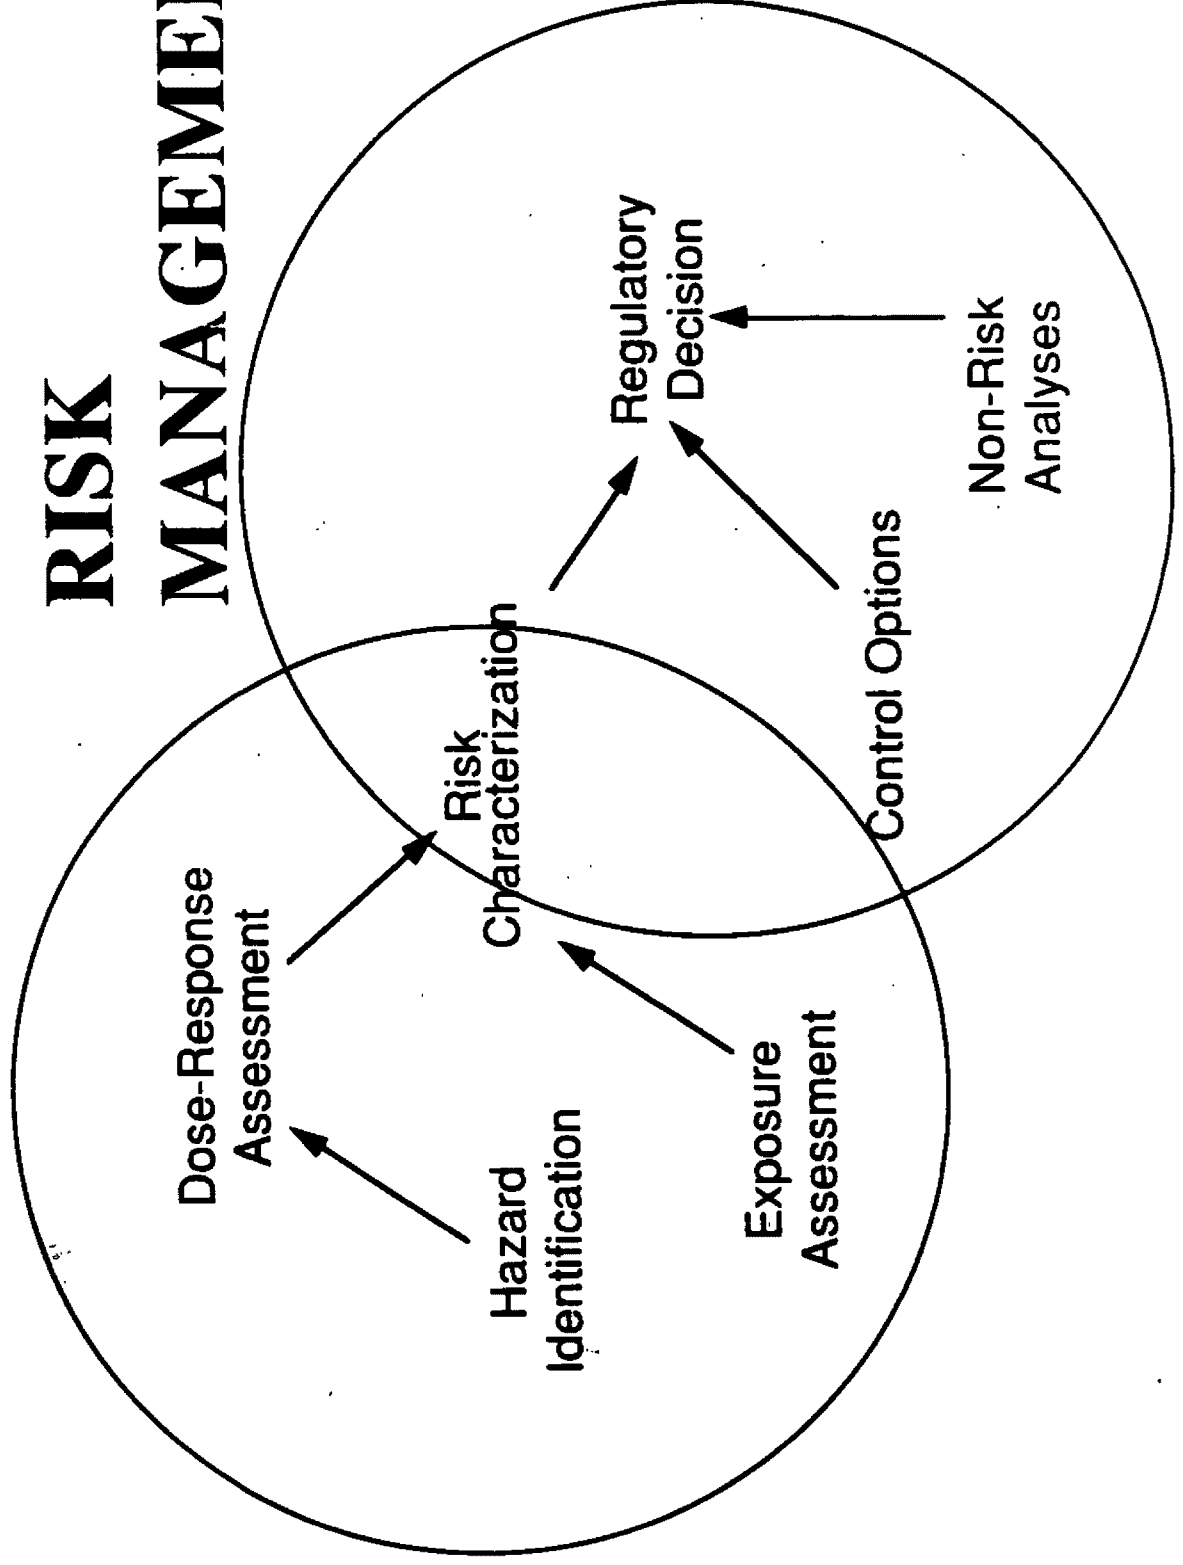 RISK
MANAGEME
Dose-Response
Assessment
Hazard
Identification
Exposure
Assessment
Risk
Characterization
Regulatory
Decision
Control Options
Non-Risk
Analyses